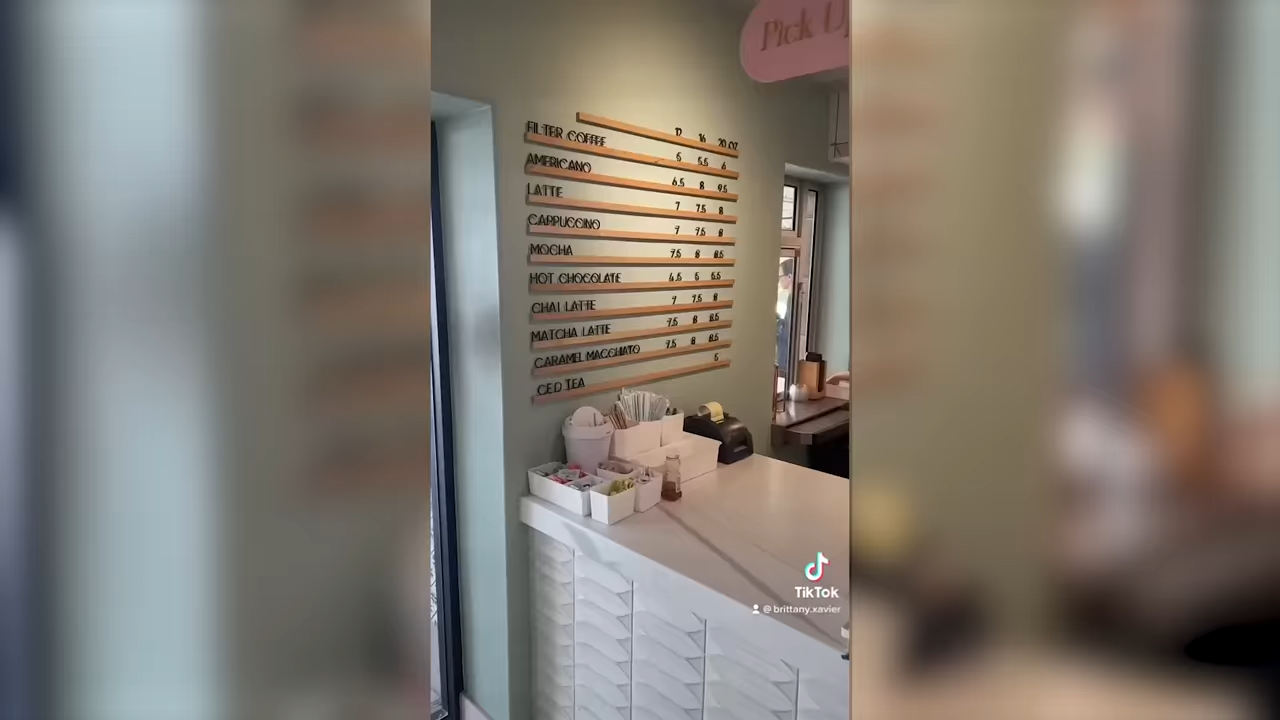 Pick U
12 16 20 OZ
FILTER COFFEE 5 5.5 6
AMERICANO 6.5 8 9.5
LATTE 7 7.5 8
CAPPUCCINO 7 7.5 8
MOCHA 7.5 8 8.5
HOT CHOCOLATE 4.5 5 5.5
CHAI LATTE 7 7.5 8
MATCHA LATTE 7.5 8 8.5
CARAMEL MACCHIATO 7.5 8 8.5
CED TEA 5
TikTok
@brittany.xavier